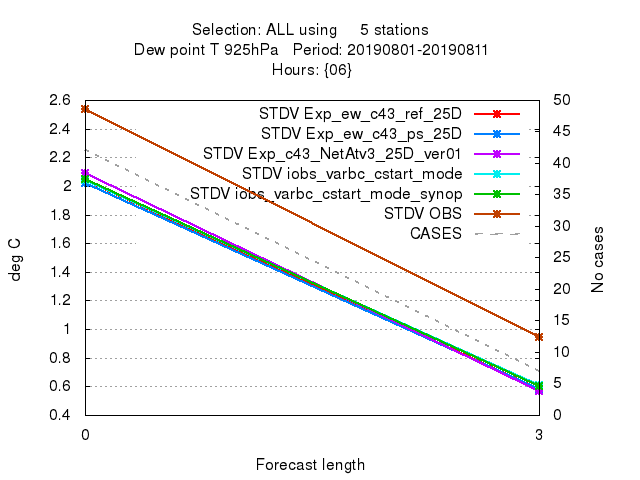 Selection: ALL using 5 stations
Dew point T 925hPa Period: 20190801-20190811
Hours: {06}
2.6
2.4
2.2
2
1.8
1.6
1.4
1.2
1
0.8
0.6
0.4
deg C
STDV Exp_ew_c43_ref_25D
STDV Exp_ew_c43_ps_25D
STDV Exp_c43_NetAtv3_25D_ver01
STDV iobs_varbc_cstart_mode
STDV iobs_varbc_cstart_mode_synop
STDV OBS
CASES
50
45
40
35
30
25
20
15
10
5
0
No cases
0 3
Forecast length